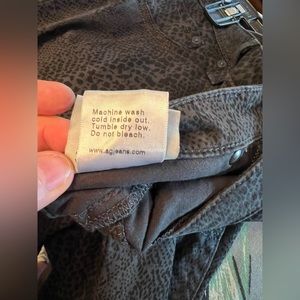 Machine wash
cold inside out.
Tumble dry low.
Do not bleach.
www.agjeans.com